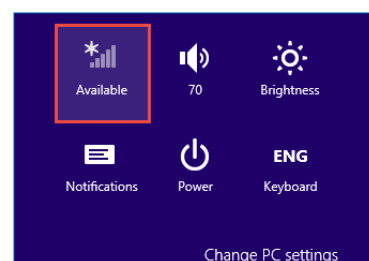 Available
70
Brightness
Notifications
Power
ENG
Keyboard
Change PC settings